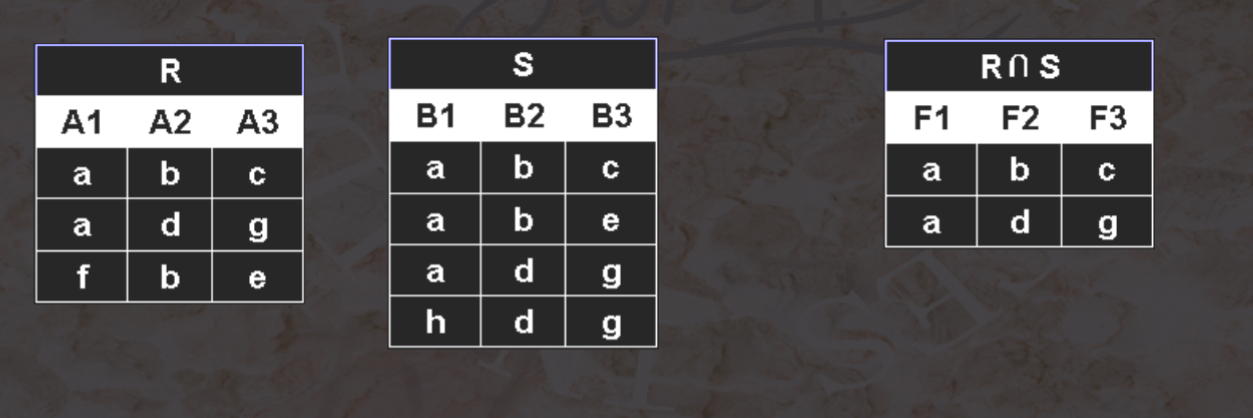 R
A1 A2 A3
a b c
a d g
f b e
S
B1 B2 B3
a b c
a b e
a d g
h d g
R ∩ S
F1 F2 F3
a b c
a d g